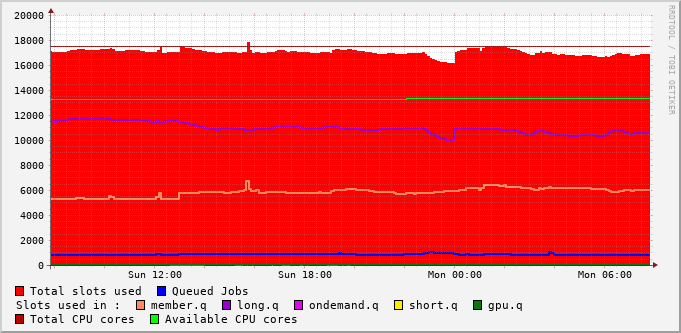 20000
18000
16000
14000
12000
10000
8000
6000
4000
2000
0
Sun 12:00 Sun 18:00 Mon 00:00 Mon 06:00
RRDTOOL / TOBI OETIKER
Total slots used Queued Jobs
Slots used in : member.q long.q ondemand.q short.q gpu.q
Total CPU cores Available CPU cores